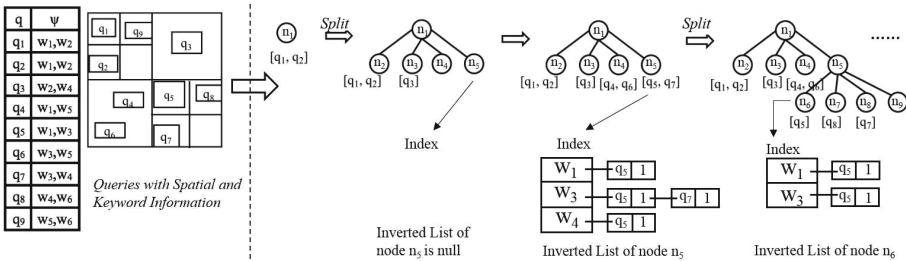 q ψ
q1 w1,w2
q2 w1,w2
q3 w2,w4
q4 w1,w5
q5 w1,w3
q6 w3,w5
q7 w3,w4
q8 w4,w6
q9 w5,w6
q1 q9 q3
q2
q4 q5 q8
q6 q7
Queries with Spatial and
Keyword Information
n1
[q1, q2]
Split
n1
n2 n3 n4 n5
[q1, q2] [q3]
Index
Inverted List of
node n5 is null
n1
n2 n3 n4 n5
[q1, q2] [q3] [q4, q6] [q5, q7]
Index
W1 q5 1
W3 q5 1 q7 1
W4 q5 1
Inverted List of node n5
Split
n1
n2 n3 n4 n5
[q1, q2] [q3] [q4, q6]
n6 n7 n8 n9
[q5] [q8] [q7]
Index
W1 q5 1
W3 q5 1
Inverted List of node n6
......